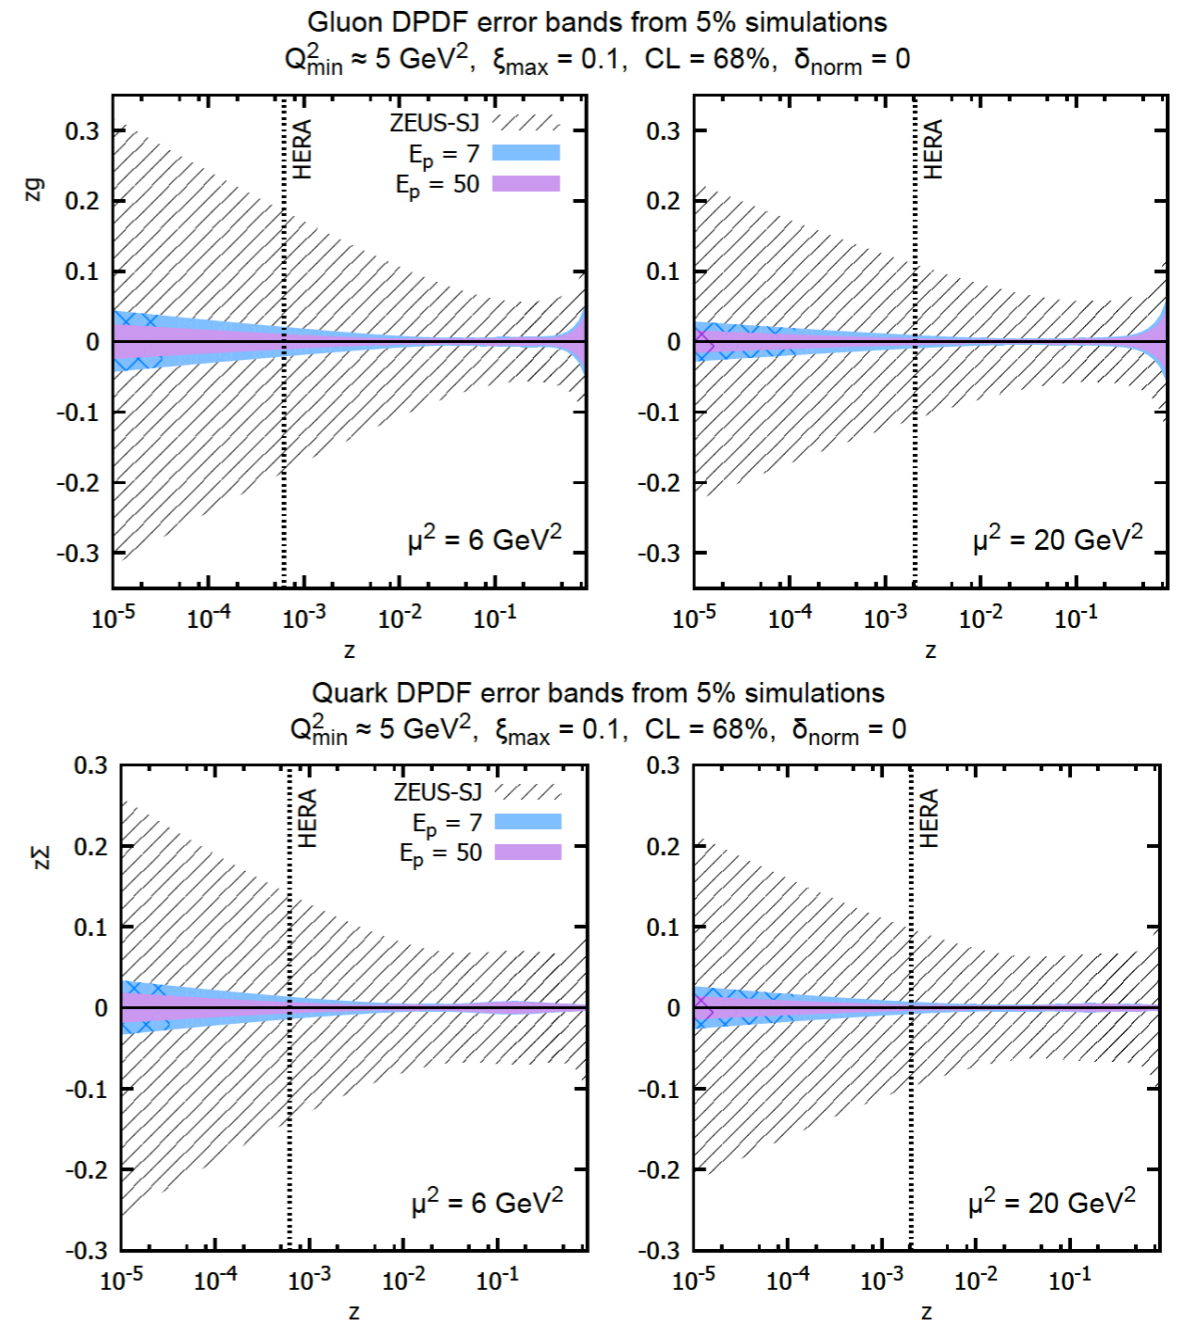 Gluon DPDF error bands from 5% simulations
Q²min ≈ 5 GeV², ξmax = 0.1, CL = 68%, δnorm = 0
zg
0.3
0.2
0.1
0
-0.1
-0.2
-0.3
HERA
ZEUS-SJ
Ep = 7
Ep = 50
μ² = 6 GeV²
10⁻⁵ 10⁻⁴ 10⁻³ 10⁻² 10⁻¹
z
0.3
0.2
0.1
0
-0.1
-0.2
-0.3
HERA
μ² = 20 GeV²
10⁻⁵ 10⁻⁴ 10⁻³ 10⁻² 10⁻¹
z
Quark DPDF error bands from 5% simulations
Q²min ≈ 5 GeV², ξmax = 0.1, CL = 68%, δnorm = 0
zΣ
0.3
0.2
0.1
0
-0.1
-0.2
-0.3
HERA
ZEUS-SJ
Ep = 7
Ep = 50
μ² = 6 GeV²
10⁻⁵ 10⁻⁴ 10⁻³ 10⁻² 10⁻¹
z
0.3
0.2
0.1
0
-0.1
-0.2
-0.3
HERA
μ² = 20 GeV²
10⁻⁵ 10⁻⁴ 10⁻³ 10⁻² 10⁻¹
z